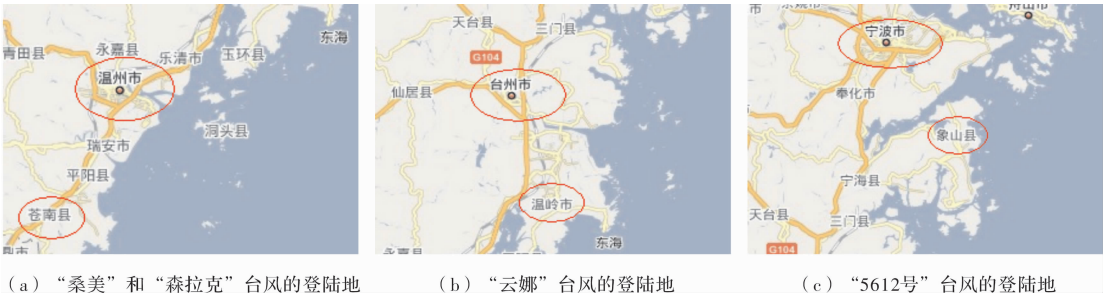 青田县
永嘉县
乐清市
玉环县
东海
温州市
洞头县
瑞安市
平阳县
苍南县
天台县
三门县
G104
仙居县
台州市
温岭市
东海
宁波市
奉化市
象山县
宁海县
天台县
三门县
G104
(a)“桑美”和“森拉克”台风的登陆地
(b)“云娜”台风的登陆地
(c)“5612号”台风的登陆地